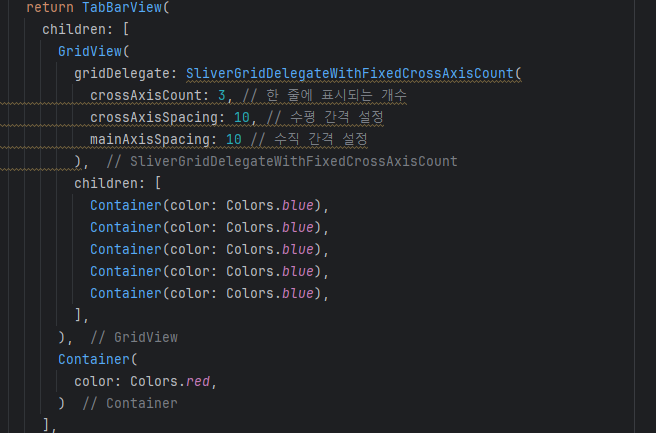 return TabBarView(
children: [
GridView(
gridDelegate: SliverGridDelegateWithFixedCrossAxisCount(
crossAxisCount: 3, // 한 줄에 표시되는 개수
crossAxisSpacing: 10, // 수평 간격 설정
mainAxisSpacing: 10 // 수직 간격 설정
), // SliverGridDelegateWithFixedCrossAxisCount
children: [
Container(color: Colors.blue),
Container(color: Colors.blue),
Container(color: Colors.blue),
Container(color: Colors.blue),
Container(color: Colors.blue),
],
), // GridView
Container(
color: Colors.red,
) // Container
],